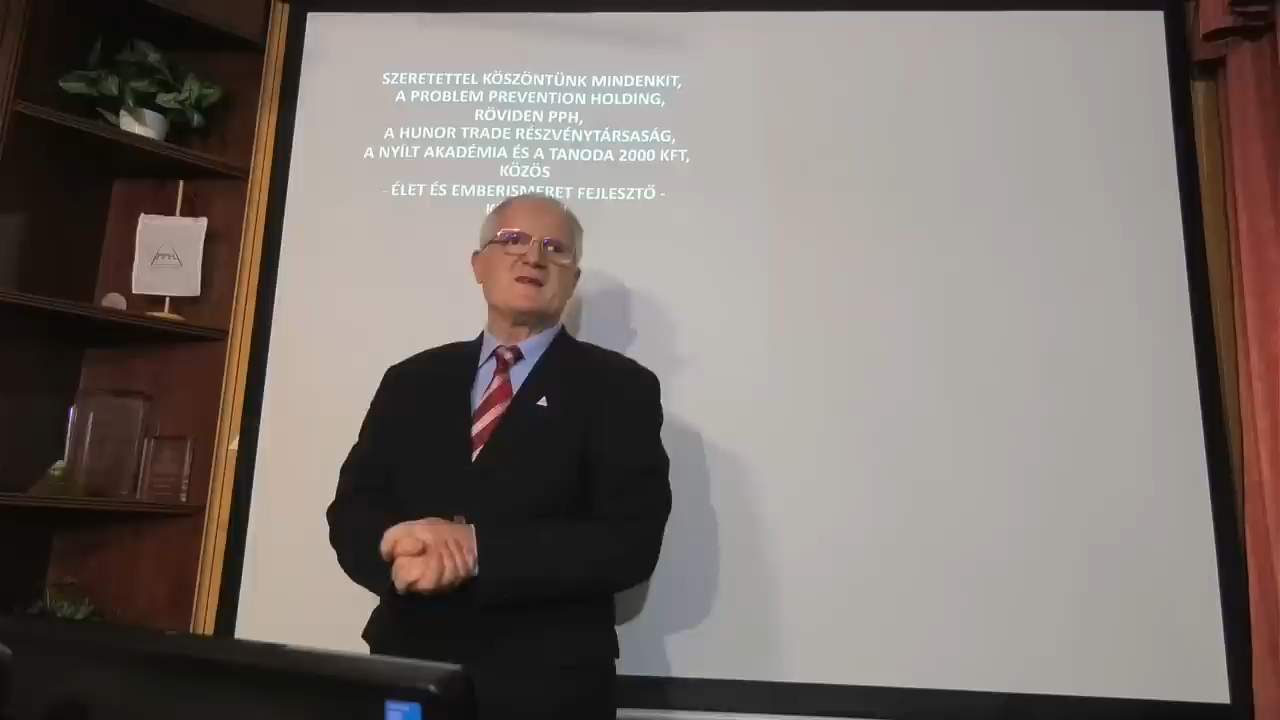 SZERETETTEL KÖSZÖNTÜNK MINDENKIT,
A PROBLEM PREVENTION HOLDING,
RÖVIDEN PPH,
A HUNOR TRADE RÉSZVÉNYTÁRSASÁG,
A NYÍLT AKADÉMIA ÉS A TANODA 2000 KFT,
KÖZÖS
- ÉLET ÉS EMBERISMERET FEJLESZTŐ -